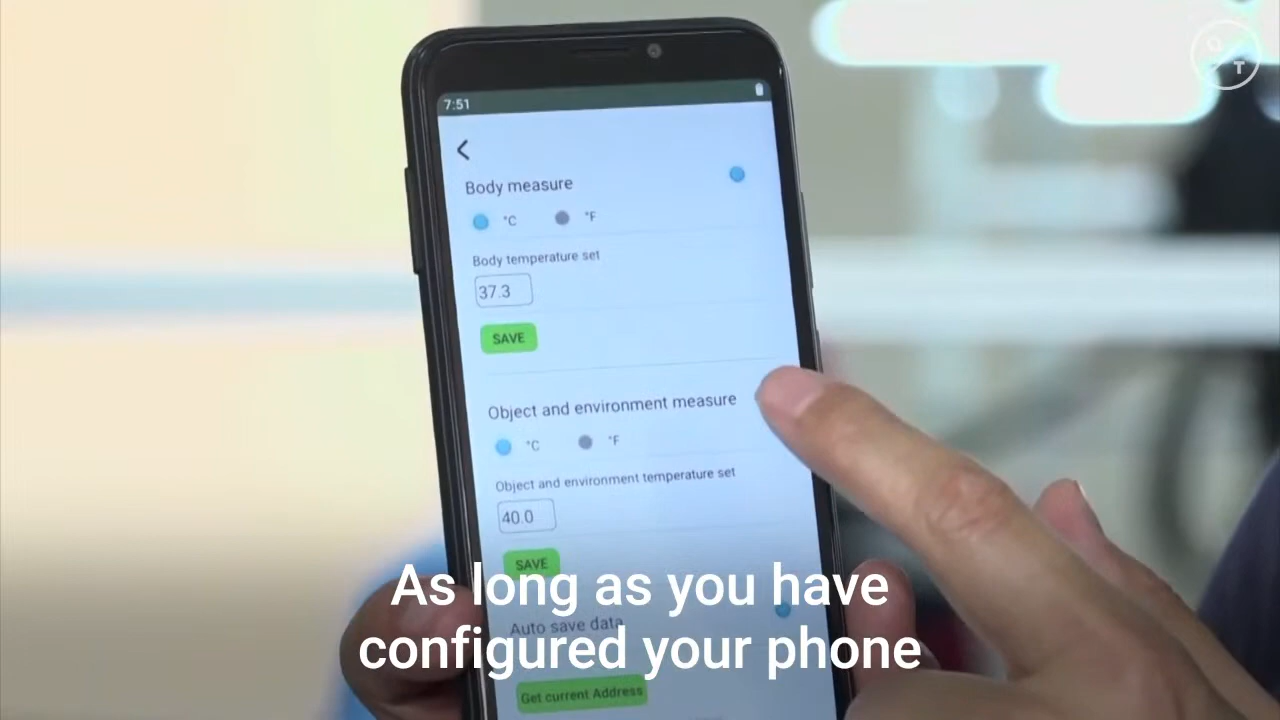 7:51
Body measure
°C °F
Body temperature set
37.3
SAVE
Object and environment measure
°C °F
Object and environment temperature set
40.0
SAVE
Auto save data
Get current Address
As long as you have
configured your phone